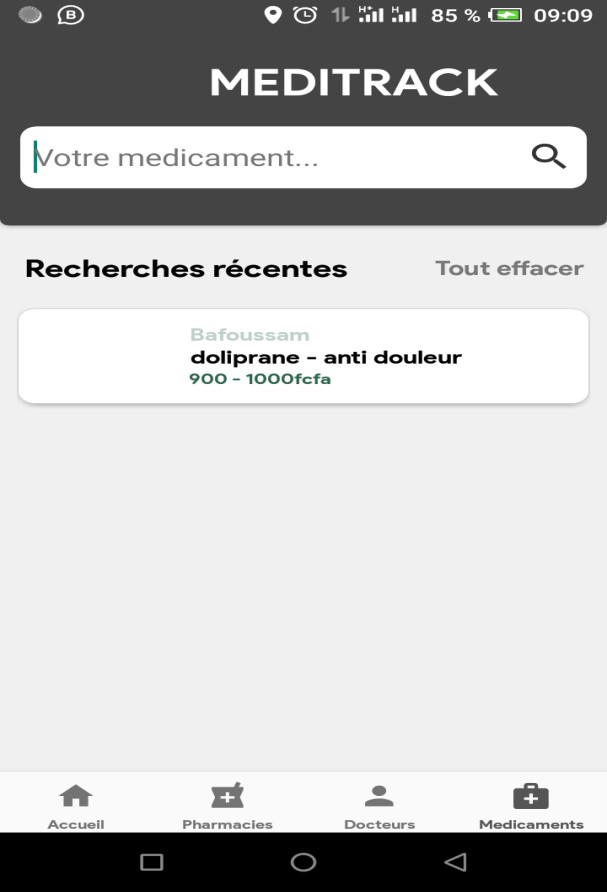 B H+ H 85 % 09:09
MEDITRACK
Votre medicament...
Recherches récentes Tout effacer
Bafoussam
doliprane - anti douleur
900 - 1000fcfa
Accueil Pharmacies Docteurs Medicaments